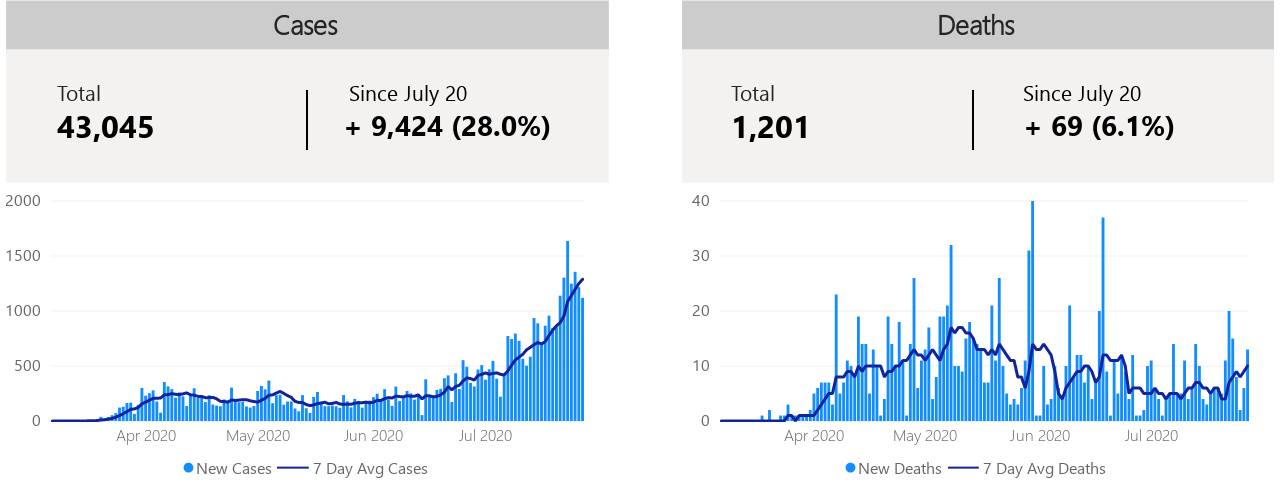 Cases
Total
43,045
Since July 20
+ 9,424 (28.0%)
2000
1500
1000
500
0
Apr 2020 May 2020 Jun 2020 Jul 2020
New Cases 7 Day Avg Cases
Deaths
Total
1,201
Since July 20
+ 69 (6.1%)
40
30
20
10
0
Apr 2020 May 2020 Jun 2020 Jul 2020
New Deaths 7 Day Avg Deaths